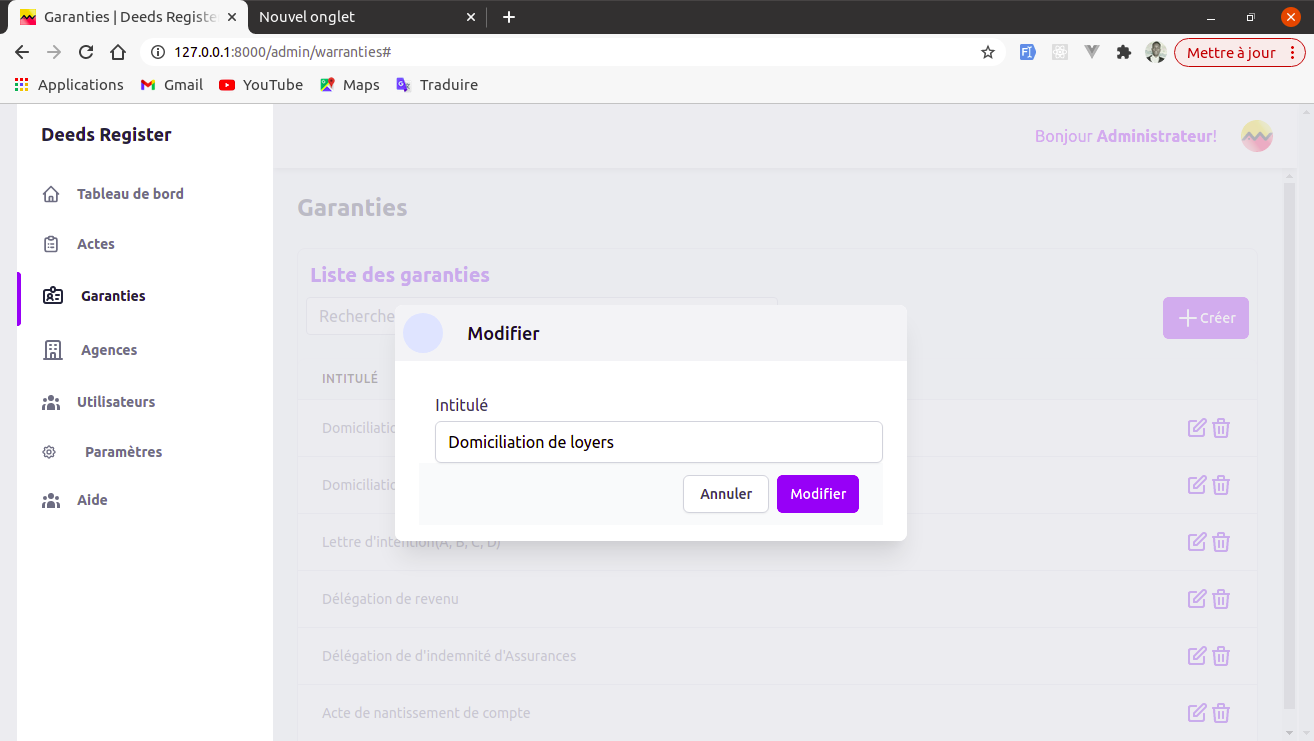 Garanties | Deeds Registe
Nouvel onglet
127.0.0.1:8000/admin/warranties#
Mettre à jour
Applications
Gmail
YouTube
Maps
Traduire
Deeds Register
Tableau de bord
Actes
Garanties
Agences
Utilisateurs
Paramètres
Aide
Bonjour Administrateur!
Garanties
Liste des garanties
Recherche
Créer
INTITULÉ
Modifier
Intitulé
Domiciliation de loyers
Annuler
Modifier
Domiciliatio
Domiciliatio
Lettre d'intention(A, B, C, D)
Délégation de revenu
Délégation de d'indemnité d'Assurances
Acte de nantissement de compte